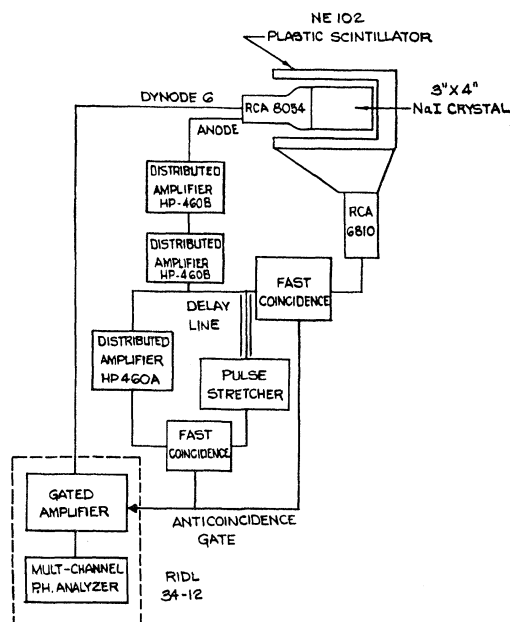 NE 102
PLASTIC SCINTILLATOR
3" X 4"
NaI CRYSTAL
DYNODE 6
RCA 8054
ANODE
DISTRIBUTED
AMPLIFIER
HP-460B
RCA
6810
DISTRIBUTED
AMPLIFIER
HP-460B
FAST
COINCIDENCE
DELAY
LINE
DISTRIBUTED
AMPLIFIER
HP460A
PULSE
STRETCHER
FAST
COINCIDENCE
GATED
AMPLIFIER
ANTICOINCIDENCE
GATE
MULT-CHANNEL
P.H. ANALYZER
RIDL
34-12